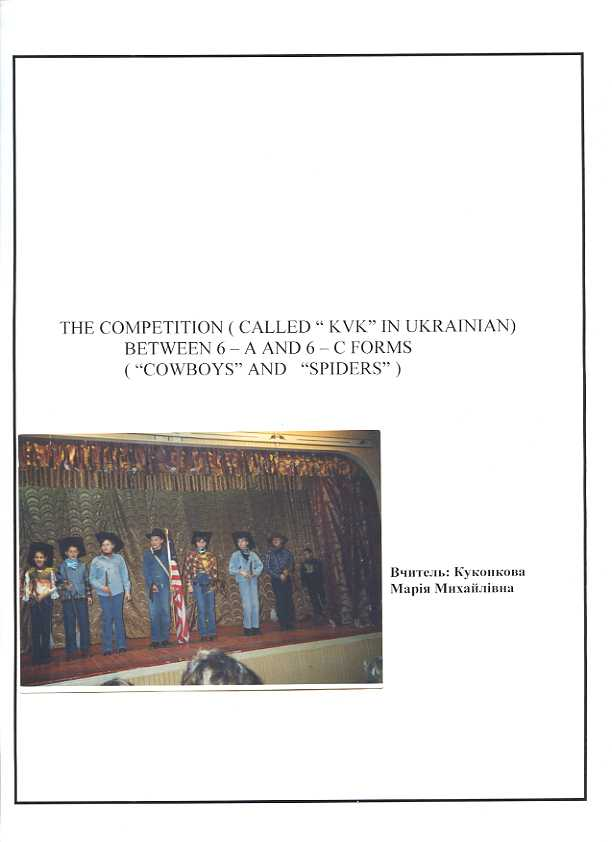 THE COMPETITION ( CALLED “ KVK” IN UKRAINIAN)
BETWEEN 6 – A AND 6 – C FORMS
( “COWBOYS” AND “SPIDERS” )
Вчитель: Куконкова
Марія Михайлівна